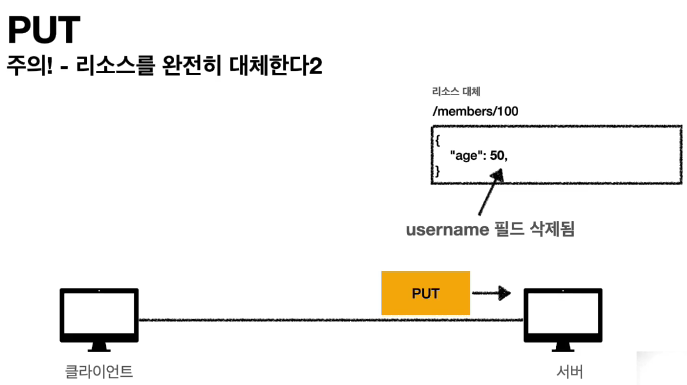 PUT
주의! - 리소스를 완전히 대체한다2
리소스 대체
/members/100
{
"age": 50,
}
username 필드 삭제됨
PUT
클라이언트
서버